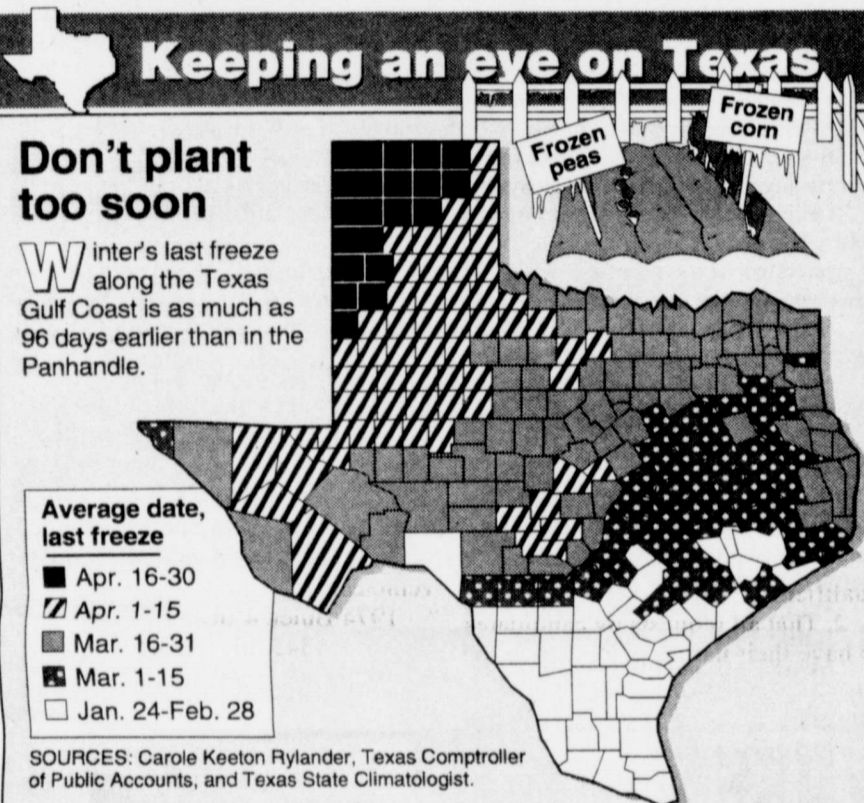 Keeping an eye on Texas
Frozen
peas
Frozen
corn
Don't plant
too soon
Winter's last freeze
along the Texas
Gulf Coast is as much as
96 days earlier than in the
Panhandle.
Average date,
last freeze
Apr. 16-30
Apr. 1-15
Mar. 16-31
Mar. 1-15
Jan. 24-Feb. 28
SOURCES: Carole Keeton Rylander, Texas Comptroller
of Public Accounts, and Texas State Climatologist.